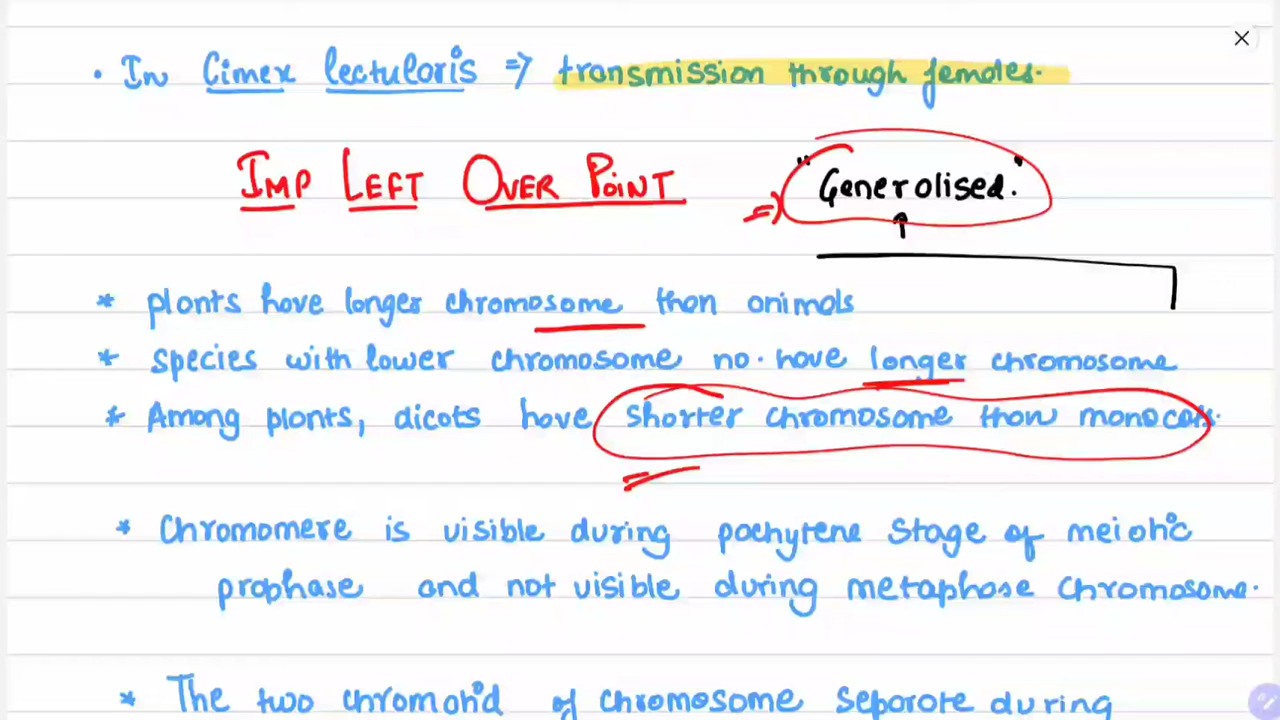 • In Cimex lectularis ⇒ transmission through females.
IMP LEFT OVER POINT ⇒ "Generalised."
* plants have longer chromosome than animals
* species with lower chromosome no. have longer chromosome
* Among plants, dicots have shorter chromosome than monocots.
* Chromomere is visible during pachytene stage of meiotic
prophase and not visible during metaphase chromosome.
* The two chromatid of chromosome separate during